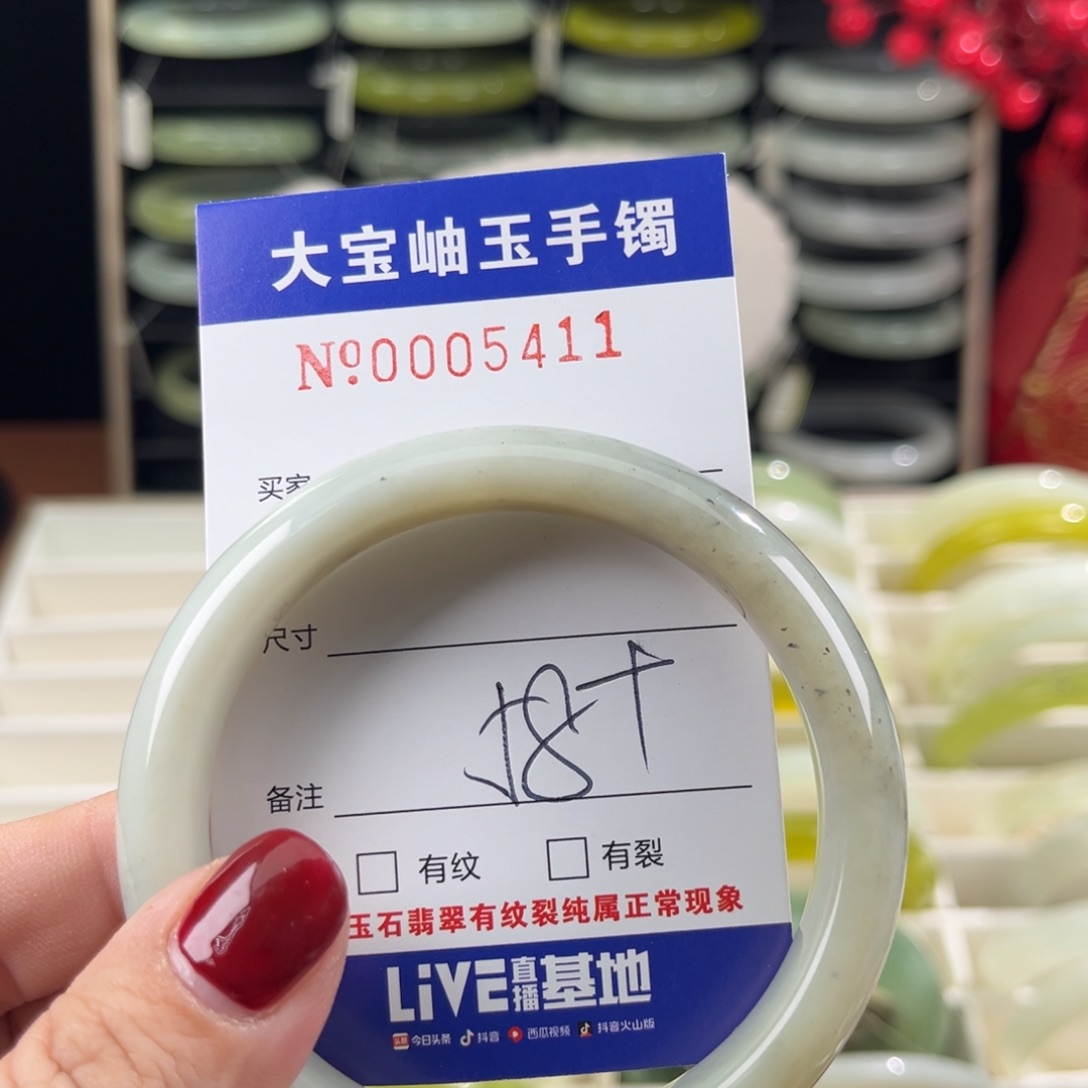 大宝岫玉手镯
Nº0005411
买家
尺寸
备注
□ 有纹 □ 有裂
玉石翡翠有纹裂纯属正常现象
LiVE直播基地
头条 今日头条 抖音 西瓜视频 抖音火山版